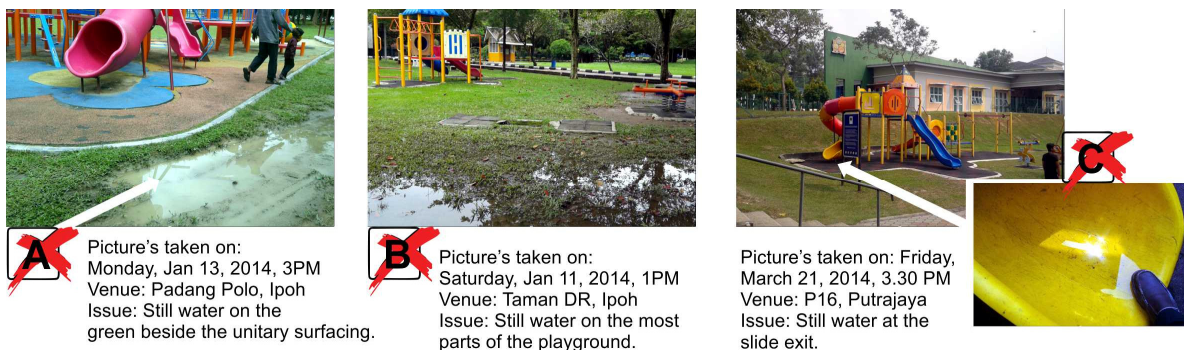 A
Picture's taken on:
Monday, Jan 13, 2014, 3PM
Venue: Padang Polo, Ipoh
Issue: Still water on the
green beside the unitary surfacing.
B
Picture's taken on:
Saturday, Jan 11, 2014, 1PM
Venue: Taman DR, Ipoh
Issue: Still water on the most
parts of the playground.
C
Picture's taken on: Friday,
March 21, 2014, 3.30 PM
Venue: P16, Putrajaya
Issue: Still water at the
slide exit.